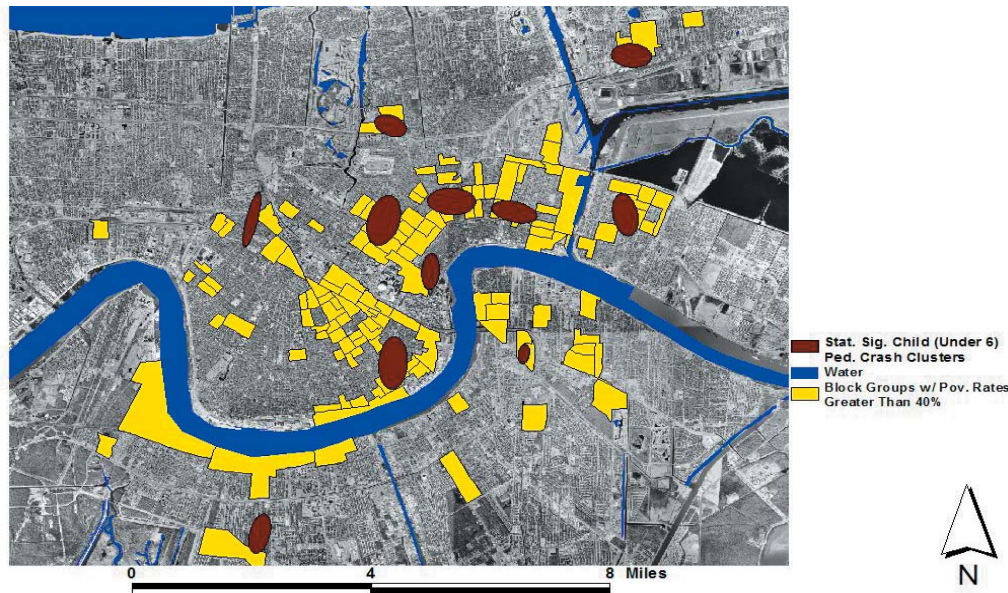 Stat. Sig. Child (Under 6)
Ped. Crash Clusters
Water
Block Groups w/ Pov. Rates
Greater Than 40%
0 4 8 Miles
N